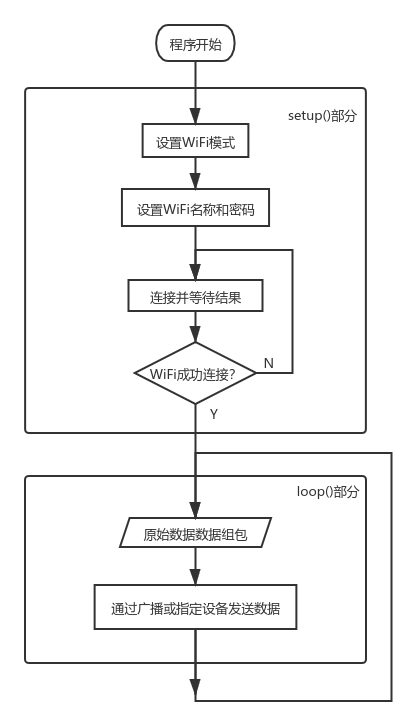 程序开始
setup()部分
设置WiFi模式
设置WiFi名称和密码
连接并等待结果
WiFi成功连接?
N
Y
loop()部分
原始数据数据组包
通过广播或指定设备发送数据